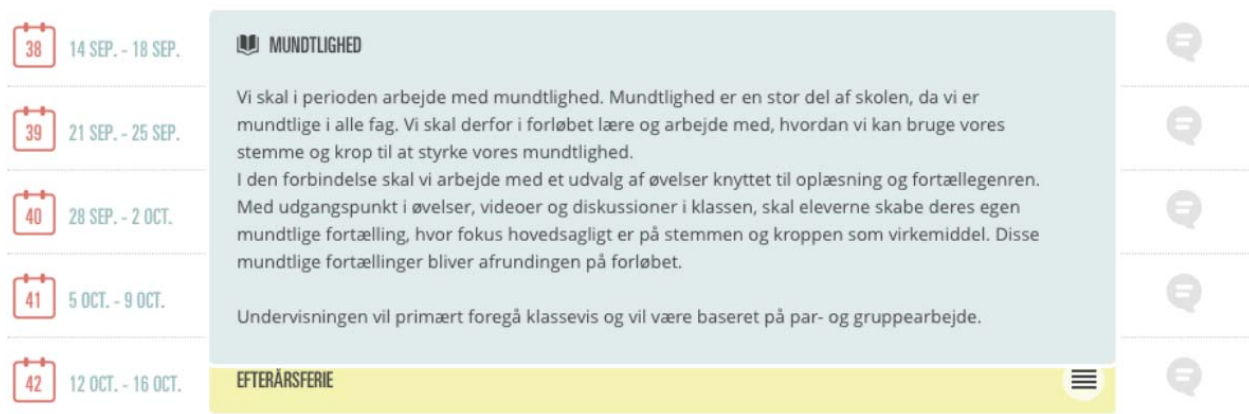 38 14 SEP. - 18 SEP.
MUNDTLIGHED
Vi skal i perioden arbejde med mundtlighed. Mundtlighed er en stor del af skolen, da vi er
mundtlige i alle fag. Vi skal derfor i forløbet lære og arbejde med, hvordan vi kan bruge vores
stemme og krop til at styrke vores mundtlighed.
I den forbindelse skal vi arbejde med et udvalg af øvelser knyttet til oplæsning og fortællegenren.
Med udgangspunkt i øvelser, videoer og diskussioner i klassen, skal eleverne skabe deres egen
mundtlige fortælling, hvor fokus hovedsagligt er på stemmen og kroppen som virkemiddel. Disse
mundtlige fortællinger bliver afrundingen på forløbet.
Undervisningen vil primært foregå klassevis og vil være baseret på par- og gruppearbejde.
39 21 SEP. - 25 SEP.
40 28 SEP. - 2 OCT.
41 5 OCT. - 9 OCT.
42 12 OCT. - 16 OCT.
EFTERÅRSFERIE